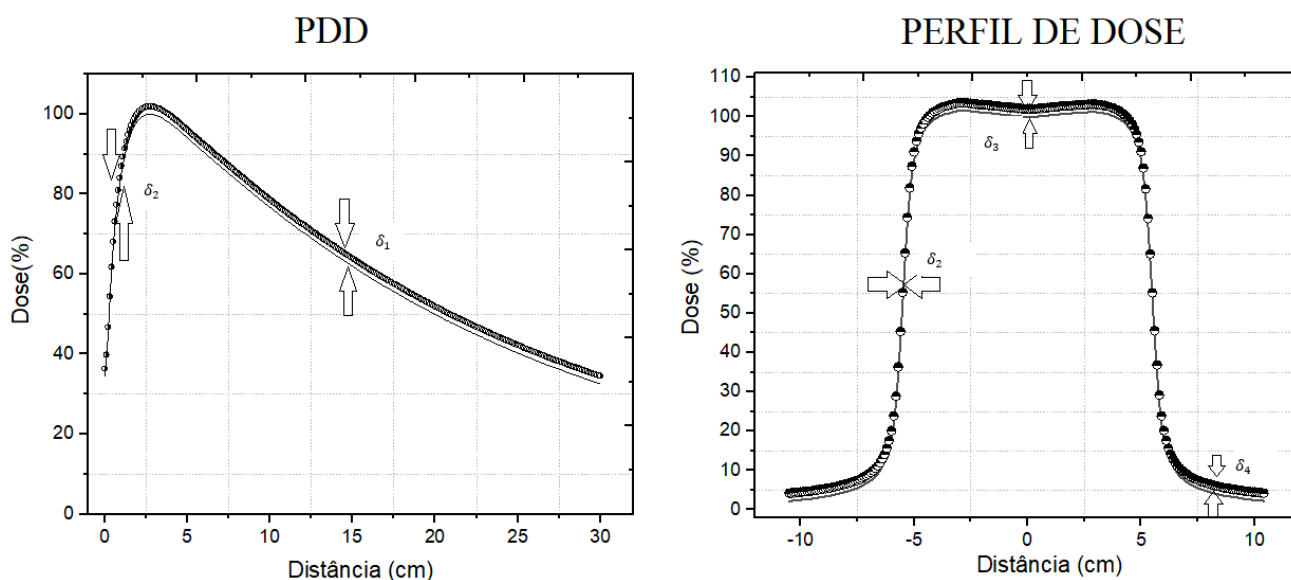 PDD
100
80
60
40
20
0
Dose(%)
δ₂
δ₁
0
5
10
15
20
25
30
Distância (cm)
PERFIL DE DOSE
110
100
90
80
70
60
50
40
30
20
10
0
Dose (%)
δ₃
δ₂
δ₄
-10
-5
0
5
10
Distância (cm)